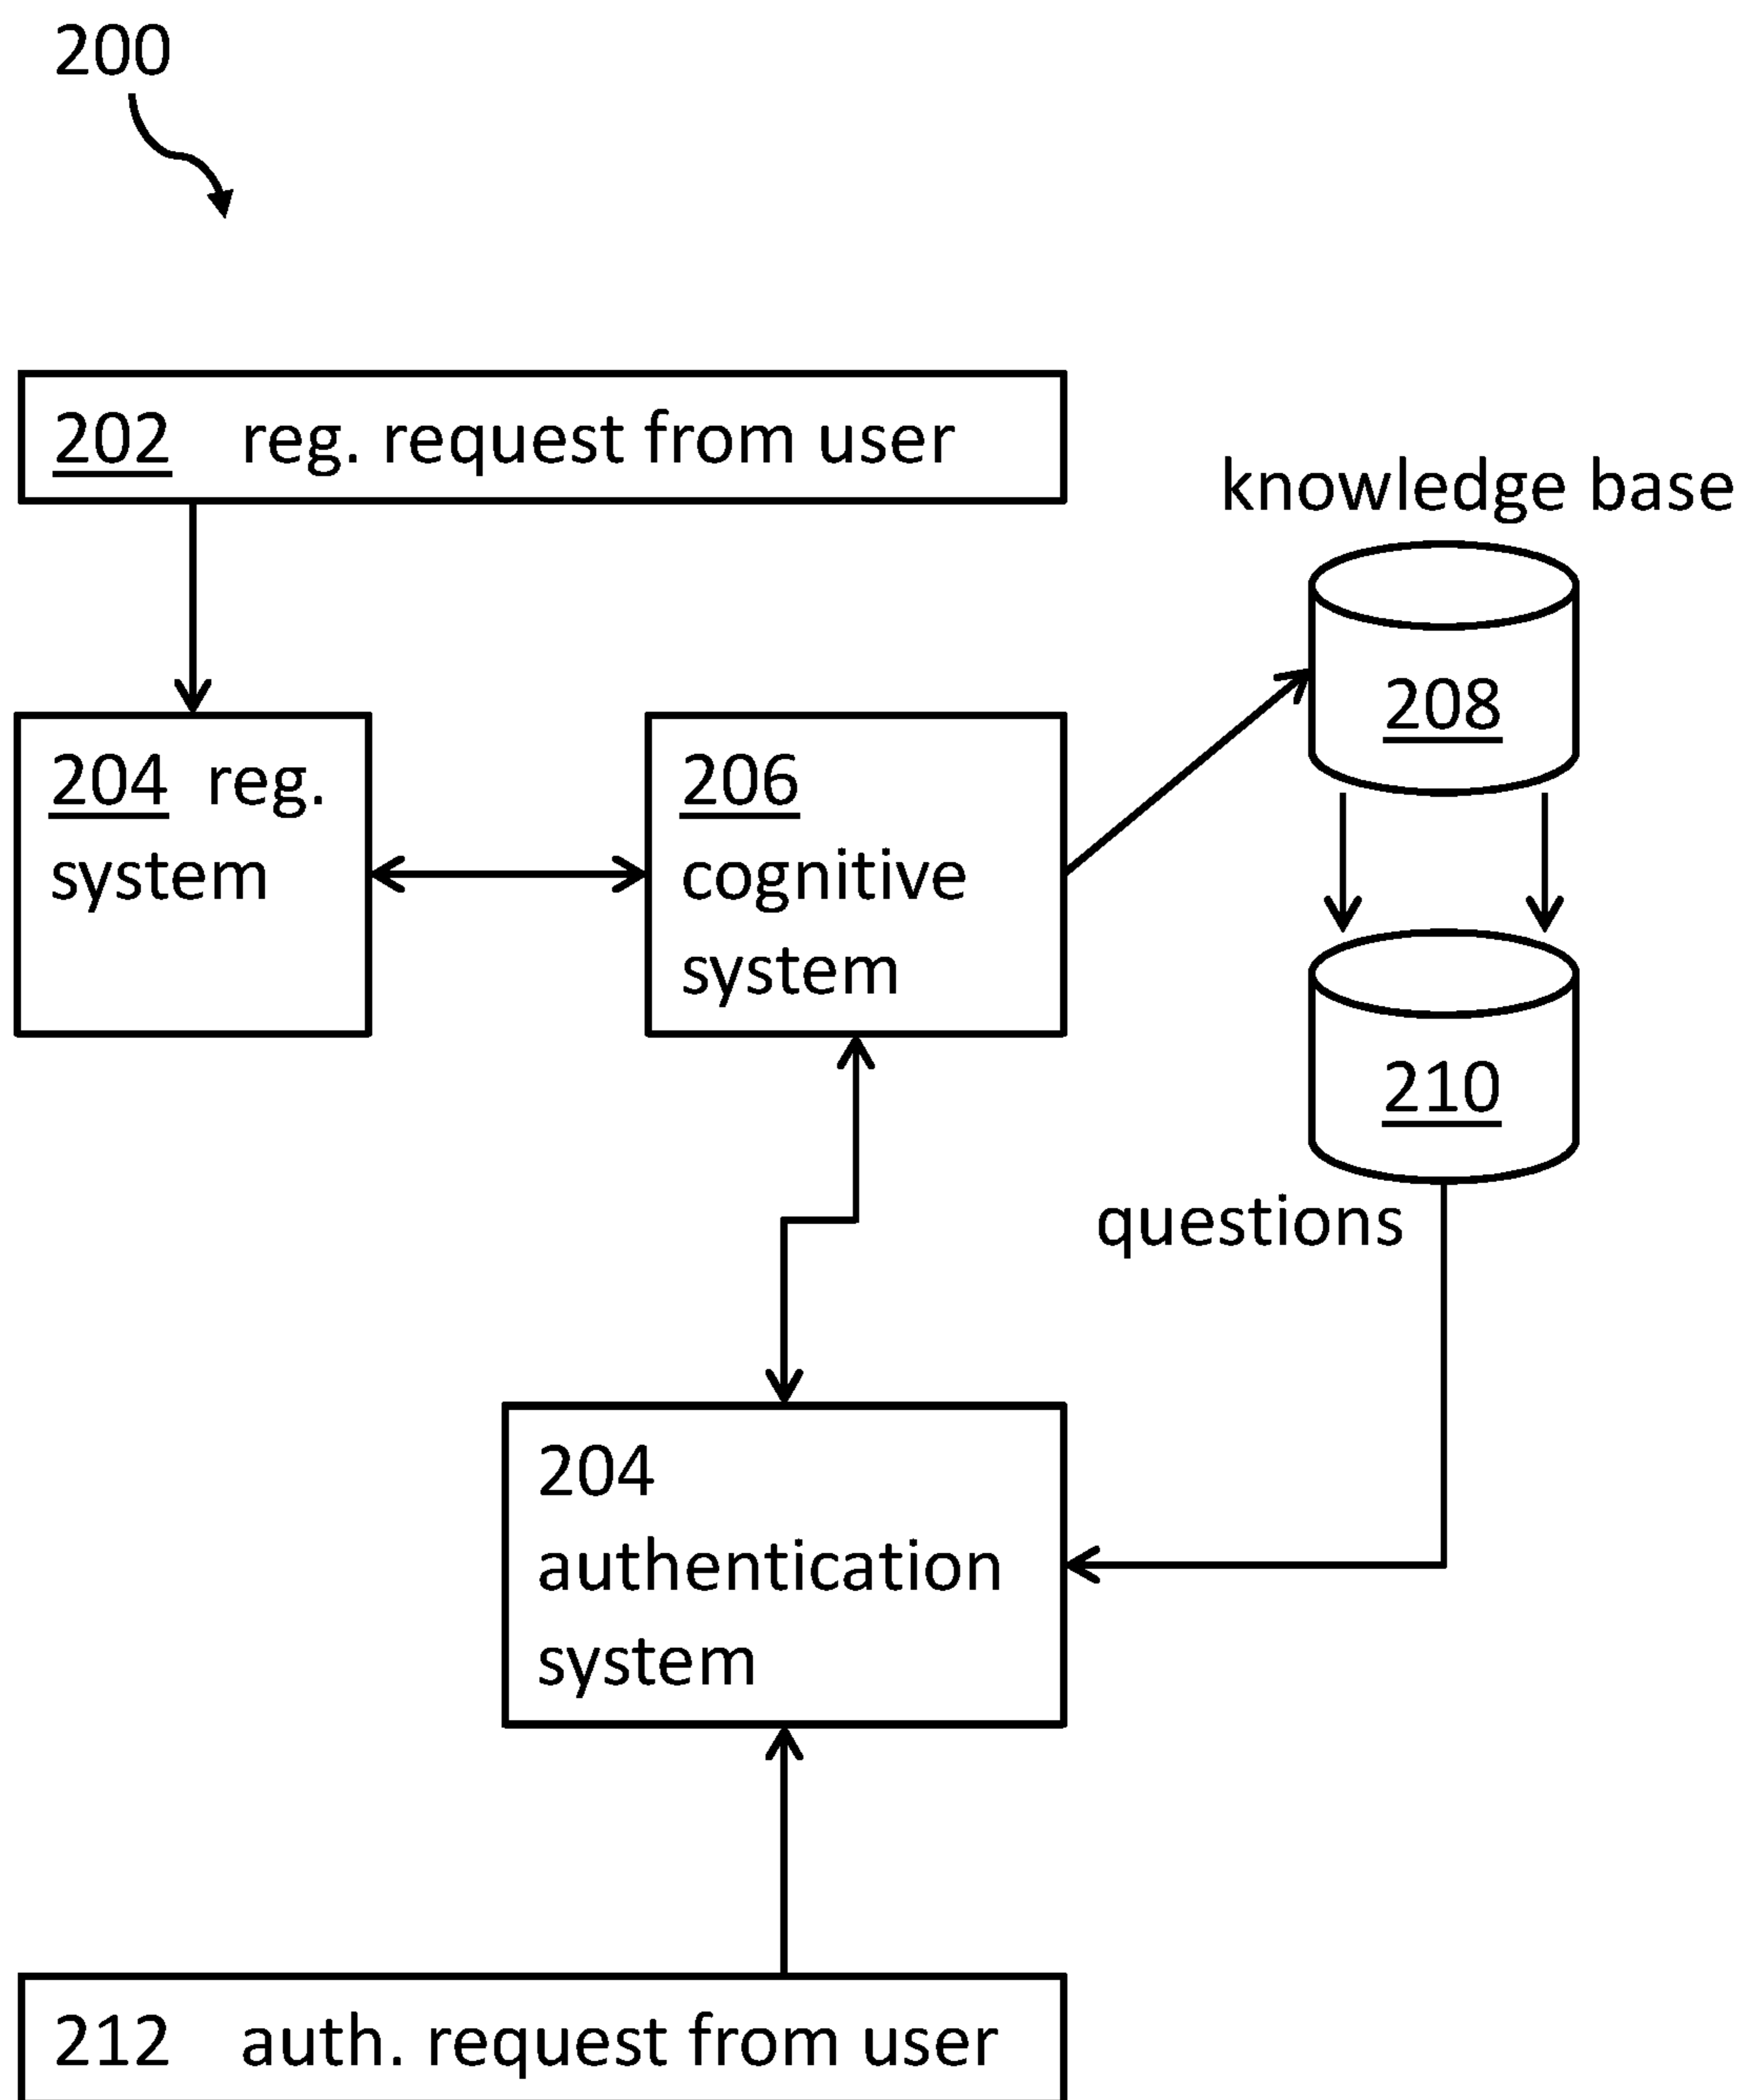 200
202 reg. request from user
knowledge base
208
204 reg.
system
206
cognitive
system
210
questions
204
authentication
system
212 auth. request from user